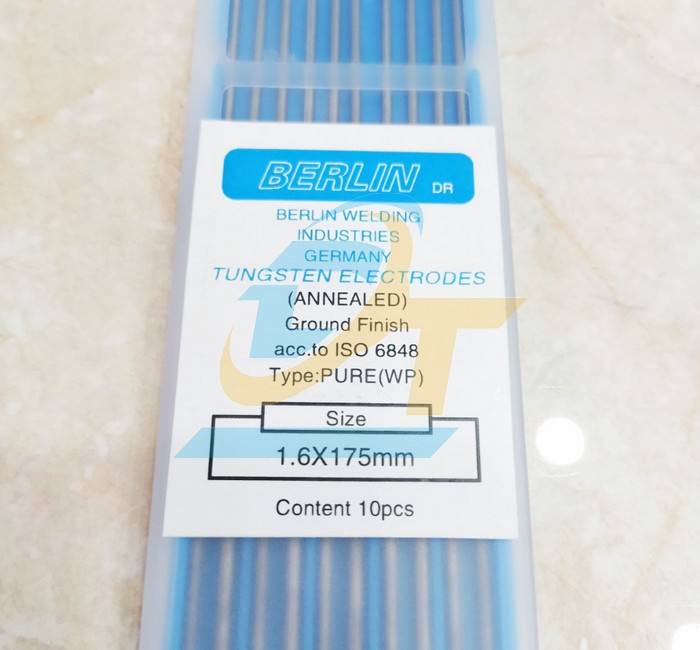 BERLIN DR
BERLIN WELDING
INDUSTRIES
GERMANY
TUNGSTEN ELECTRODES
(ANNEALED)
Ground Finish
acc.to ISO 6848
Type:PURE(WP)
Size
1.6X175mm
Content 10pcs